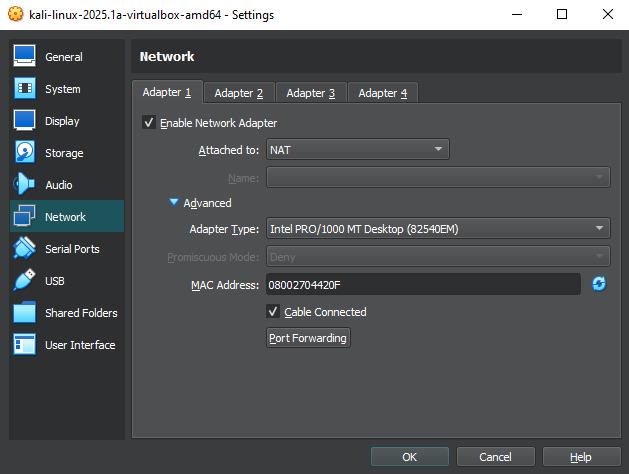 kali-linux-2025.1a-virtualbox-amd64 - Settings
General
System
Display
Storage
Audio
Network
Serial Ports
USB
Shared Folders
User Interface
Network
Adapter 1 Adapter 2 Adapter 3 Adapter 4
Enable Network Adapter
Attached to: NAT
Name:
Advanced
Adapter Type: Intel PRO/1000 MT Desktop (82540EM)
Promiscuous Mode: Deny
MAC Address: 08002704420F
Cable Connected
Port Forwarding
OK Cancel Help